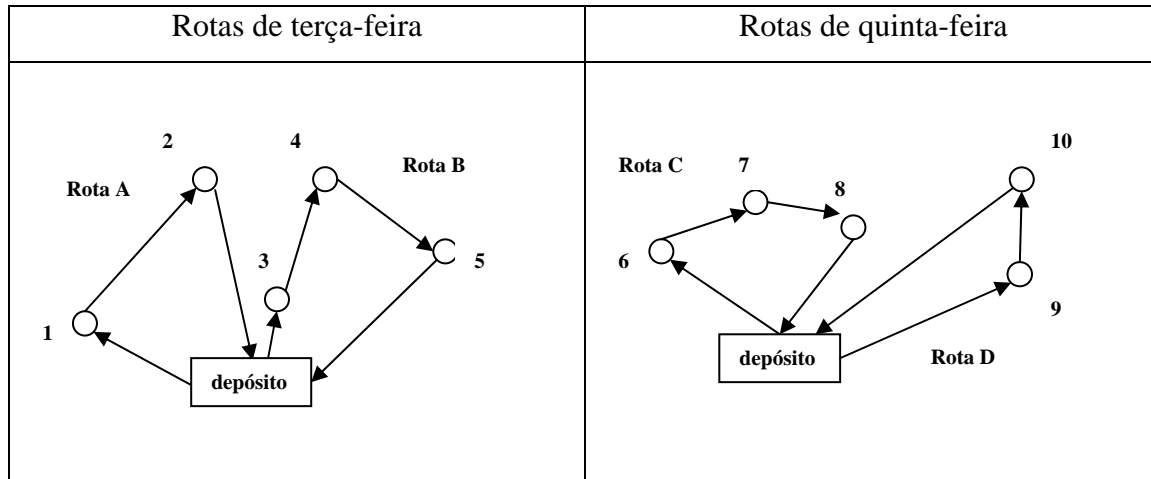 Rotas de terça-feira
Rotas de quinta-feira
2
4
Rota A
Rota B
3
5
1
depósito
10
Rota C
7
8
6
9
depósito
Rota D